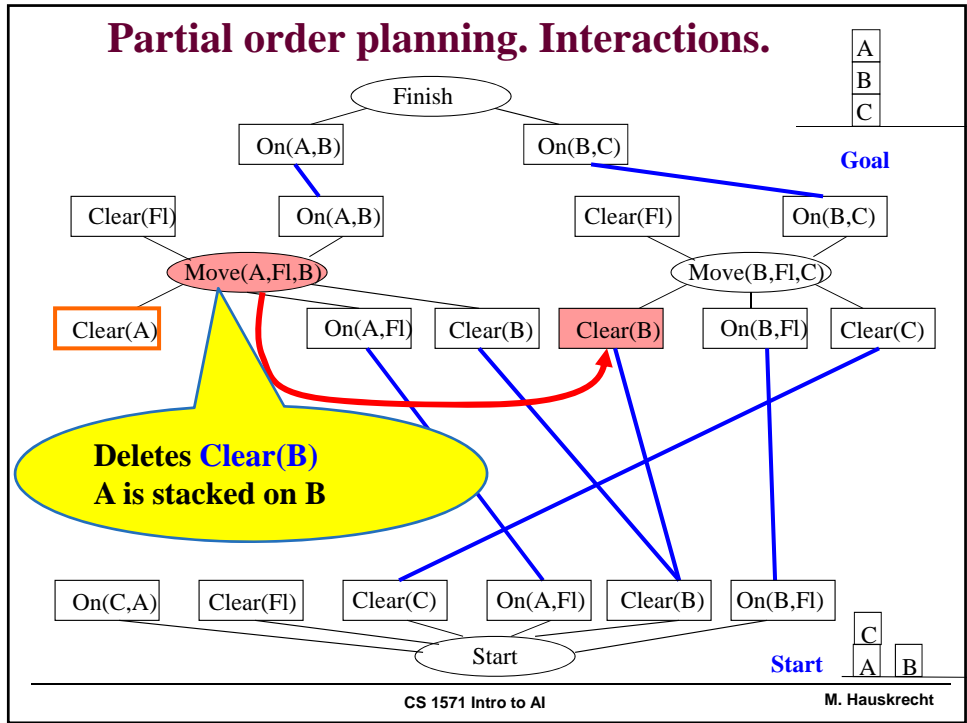 Partial order planning. Interactions.
A
B
C
Goal
Finish
On(A,B)
On(B,C)
Clear(Fl)
On(A,B)
Clear(Fl)
On(B,C)
Move(A,Fl,B)
Move(B,Fl,C)
Clear(A)
On(A,Fl)
Clear(B)
Clear(B)
On(B,Fl)
Clear(C)
Deletes Clear(B)
A is stacked on B
On(C,A)
Clear(Fl)
Clear(C)
On(A,Fl)
Clear(B)
On(B,Fl)
Start
Start
C
A B
CS 1571 Intro to AI
M. Hauskrecht